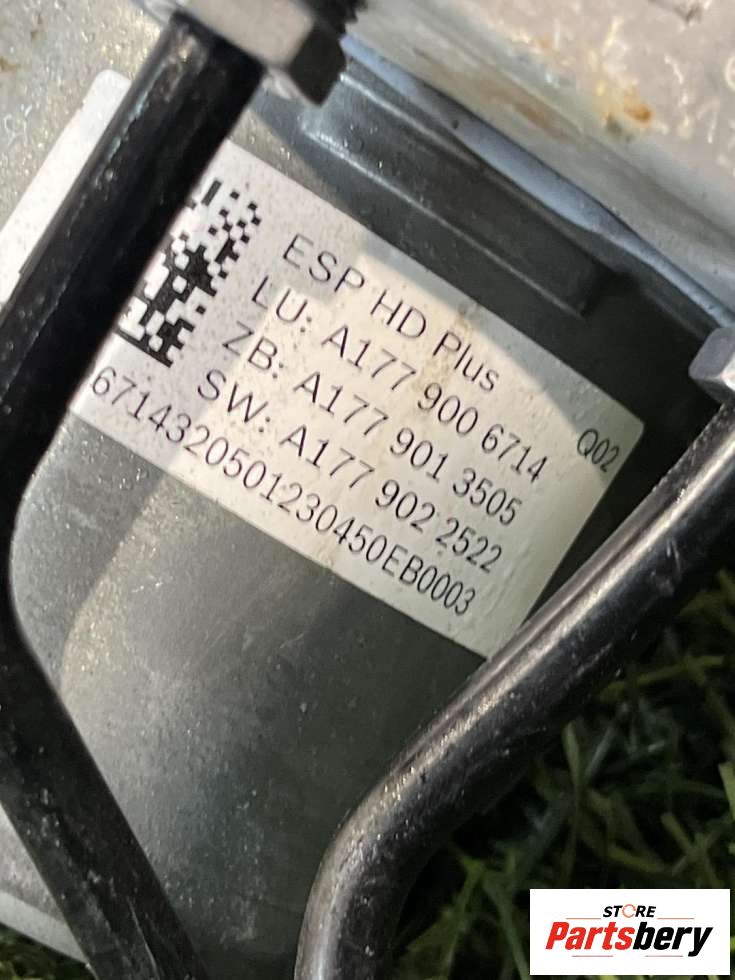 ESP HD Plus
LU: A177 900 6714 Q02
ZB: A177 901 3505
SW: A177 902 2522
6714320501230450EB0003
STORE
Partsbery